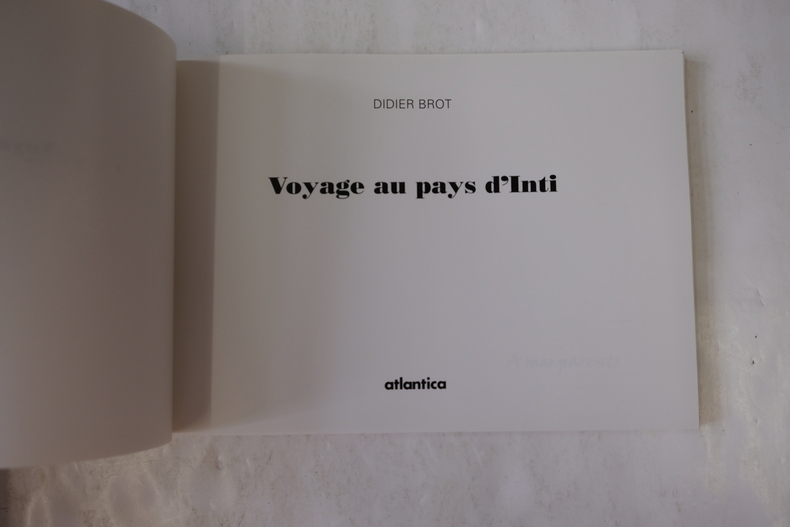 DIDIER BROT
Voyage au pays d'Inti
atlantica